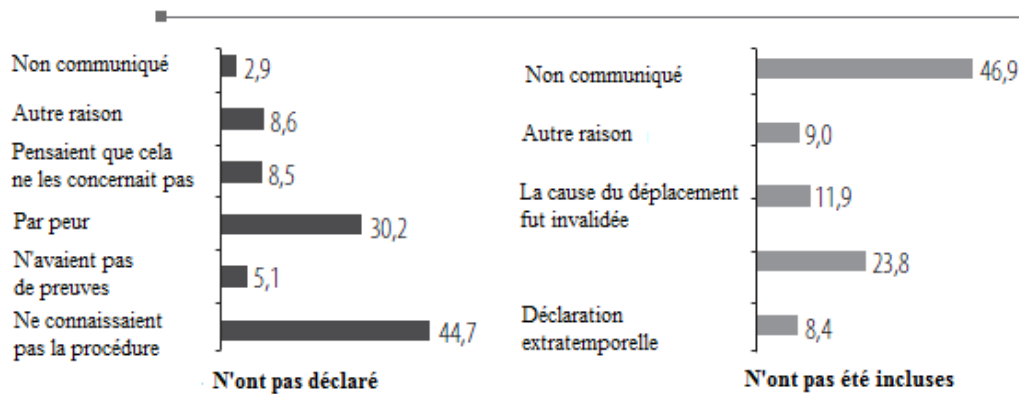 Non communiqué
2,9
Autre raison
8,6
Pensaient que cela
ne les concernait pas
8,5
Par peur
30,2
N'avaient pas
de preuves
5,1
Ne connaissaient
pas la procédure
44,7
N'ont pas déclaré
Non communiqué
46,9
Autre raison
9,0
La cause du déplacement
fut invalidée
11,9
23,8
Déclaration
extratemporelle
8,4
N'ont pas été incluses